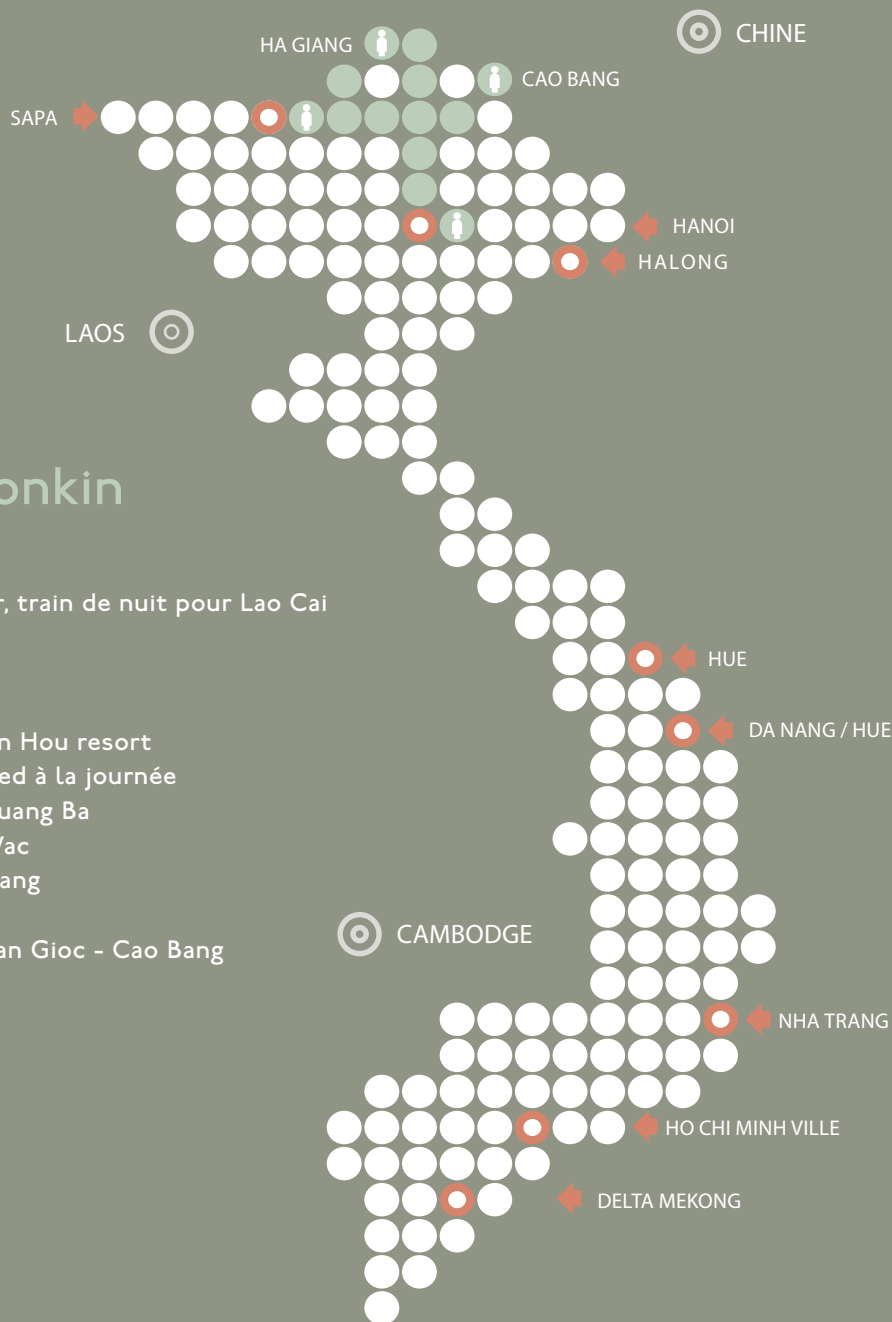 CHINE
HA GIANG
CAO BANG
SAPA
HANOI
HALONG
LAOS
onkin
, train de nuit pour Lao Cai
HUE
n Hou resort
DA NANG / HUE
ed à la journée
uang Ba
ac
ang
CAMBODGE
an Gioc - Cao Bang
NHA TRANG
HO CHI MINH VILLE
DELTA MEKONG